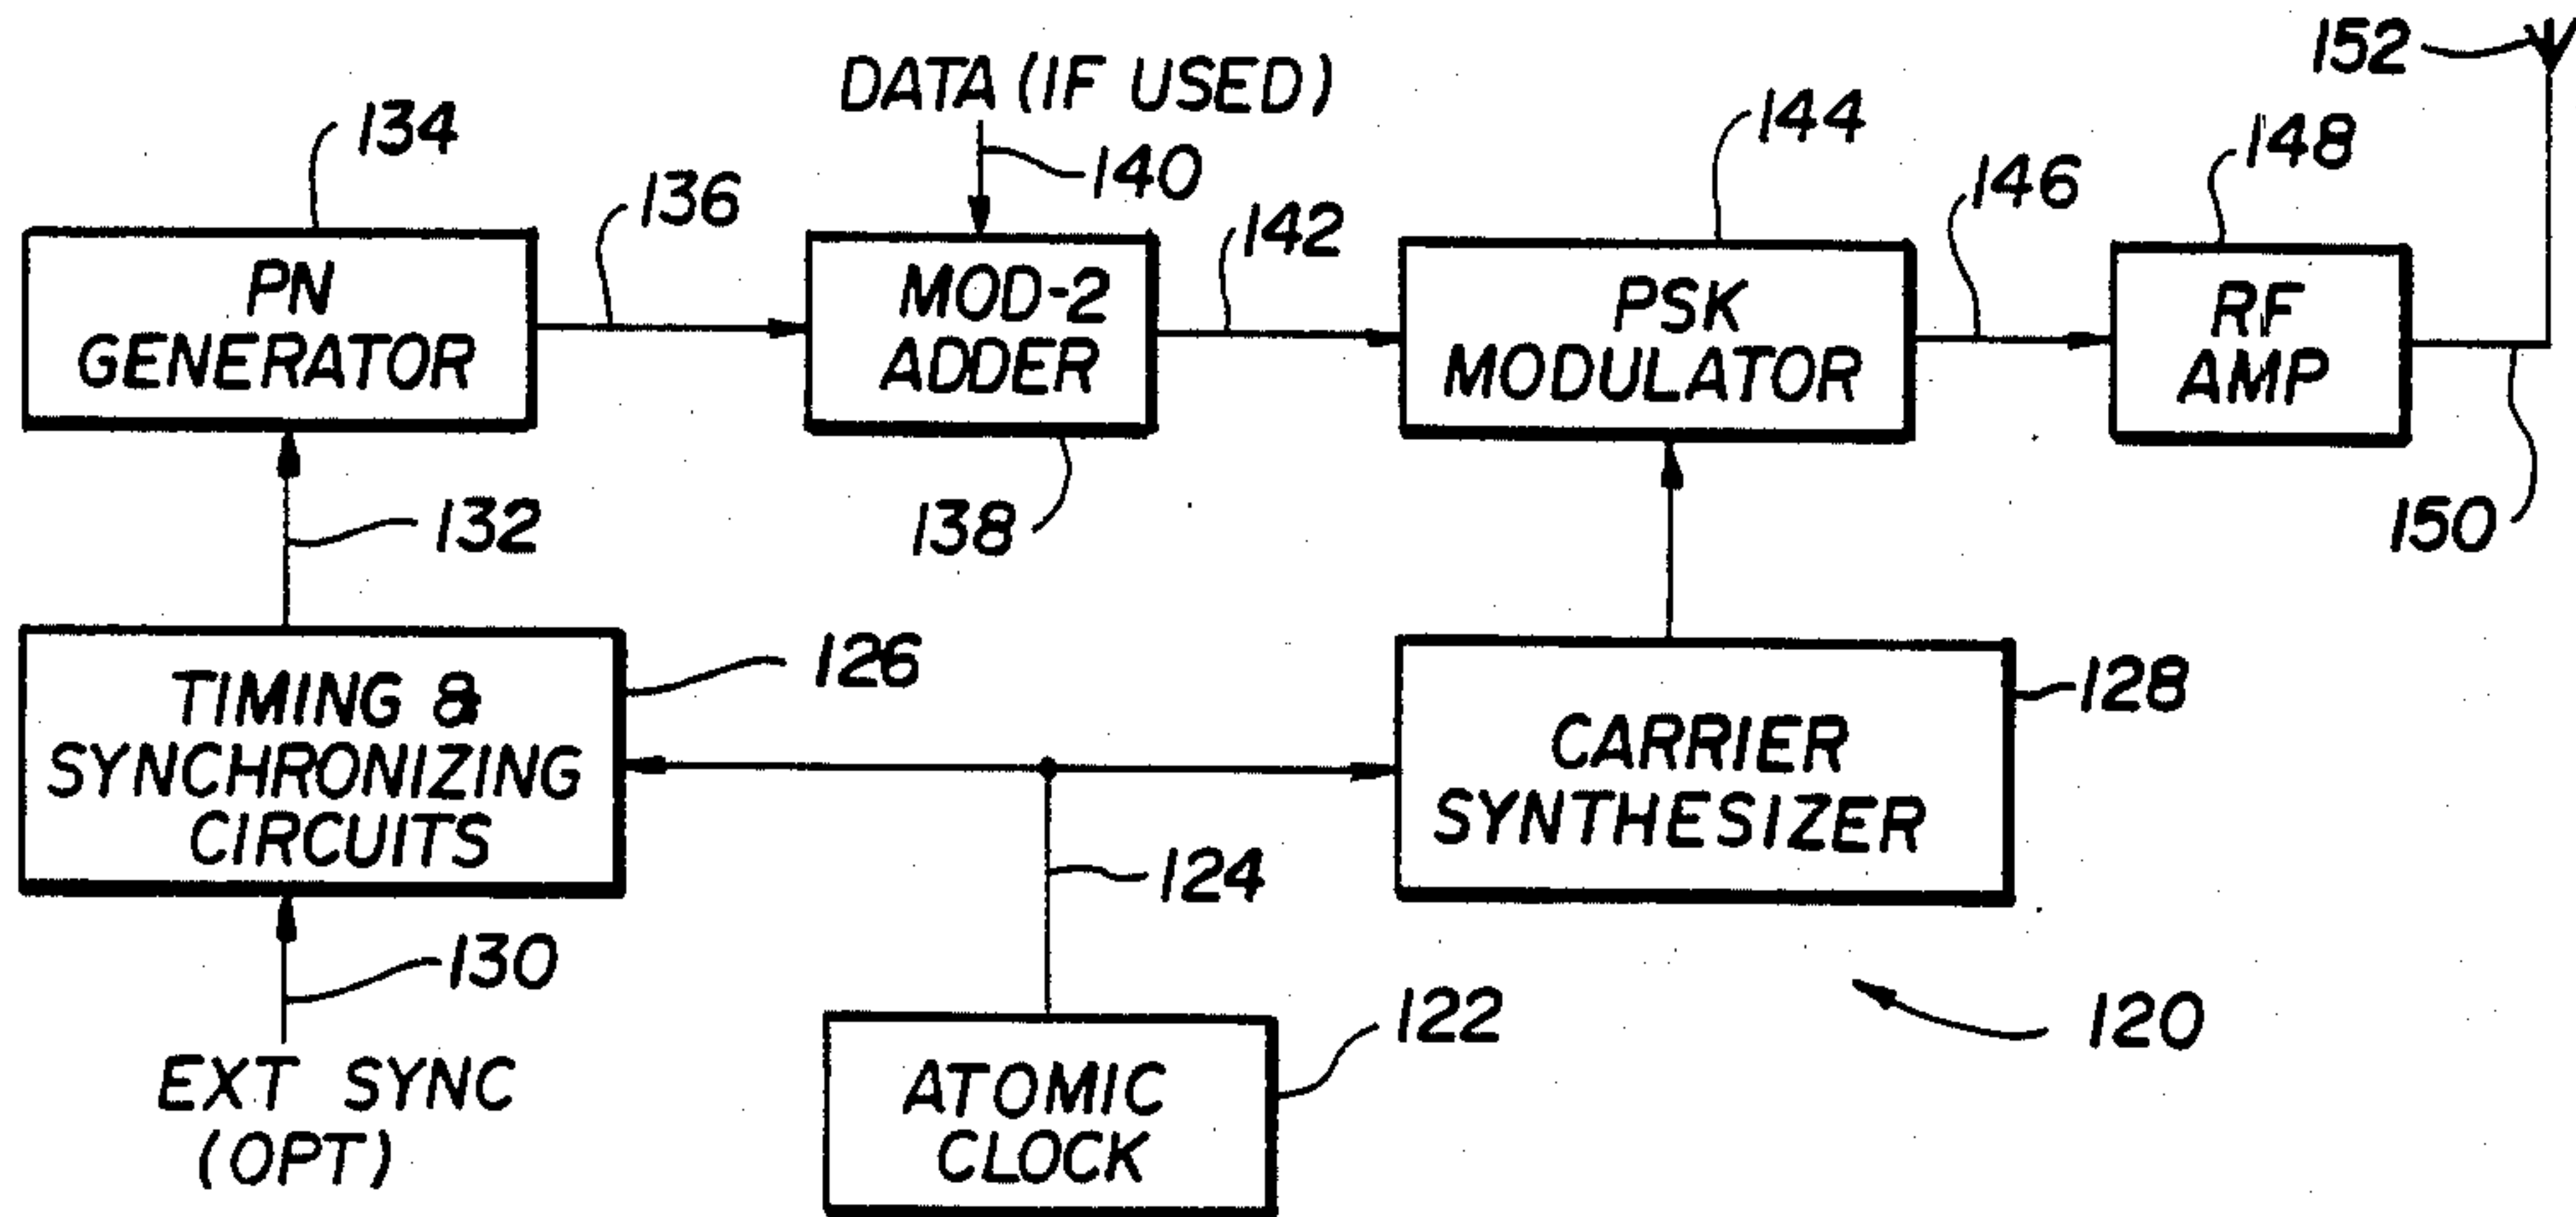 152
DATA (IF USED)
134
144
148
140
136
146
142
PN
GENERATOR
MOD-2
ADDER
PSK
MODULATOR
RF
AMP
132
138
150
126
128
TIMING &
SYNCHRONIZING
CIRCUITS
CARRIER
SYNTHESIZER
124
130
122
120
EXT SYNC
(OPT)
ATOMIC
CLOCK